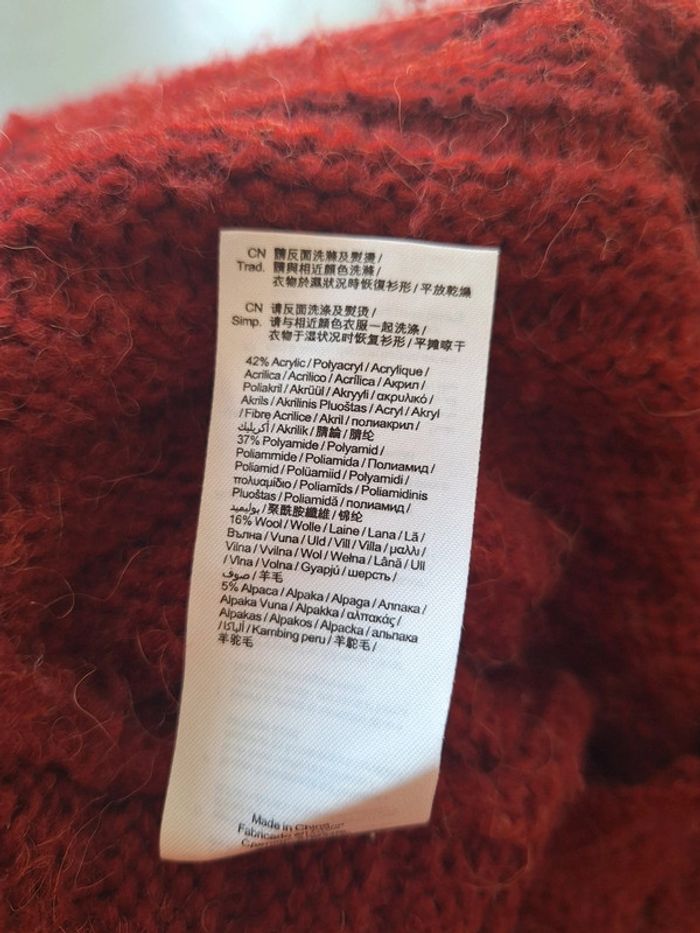 CN 請反面洗滌及熨燙/
Trad. 請與相近顏色洗滌/
衣物於濕狀況時恢復衫形/平放乾燥
CN 请反面洗涤及熨烫/
Simp. 请与相近颜色衣服一起洗涤/
衣物于湿状况时恢复衫形/平摊晾干
42% Acrylic / Polyacryl / Acrylique /
Acrilica / Acrilico / Acrílica / Акрил /
Poliakril / Akrüül / Akryyli / ακρυλικό /
Akrils / Akrilinis Pluoštas / Acryl / Akryl
/ Fibre Acrilice / Akril / полиакрил /
أكريليك / Akrilik / 腈綸 / 腈纶
37% Polyamide / Polyamid /
Poliammide / Poliamida / Полиамид /
Poliamid / Polüamiid / Polyamidi /
πολυαμίδιο / Poliamīds / Poliamidinis
Pluoštas / Poliamidă / полиамид /
بوليميد / 聚酰胺纖維 / 锦纶
16% Wool / Wolle / Laine / Lana / Lã /
Вълна / Vuna / Uld / Vill / Villa / μαλλι /
Vilna / Vvilna / Wol / Wełna / Lână / Ull
/ Vlna / Volna / Gyapjú / шерсть /
صوف / 羊毛
5% Alpaca / Alpaka / Alpaga / Алпака /
Alpaka Vuna / Alpakka / αλπακάς /
Alpakas / Alpakos / Alpacka / альпака
/ ألباكا / Kambing peru / 羊駝毛 /
羊驼毛
Made in China